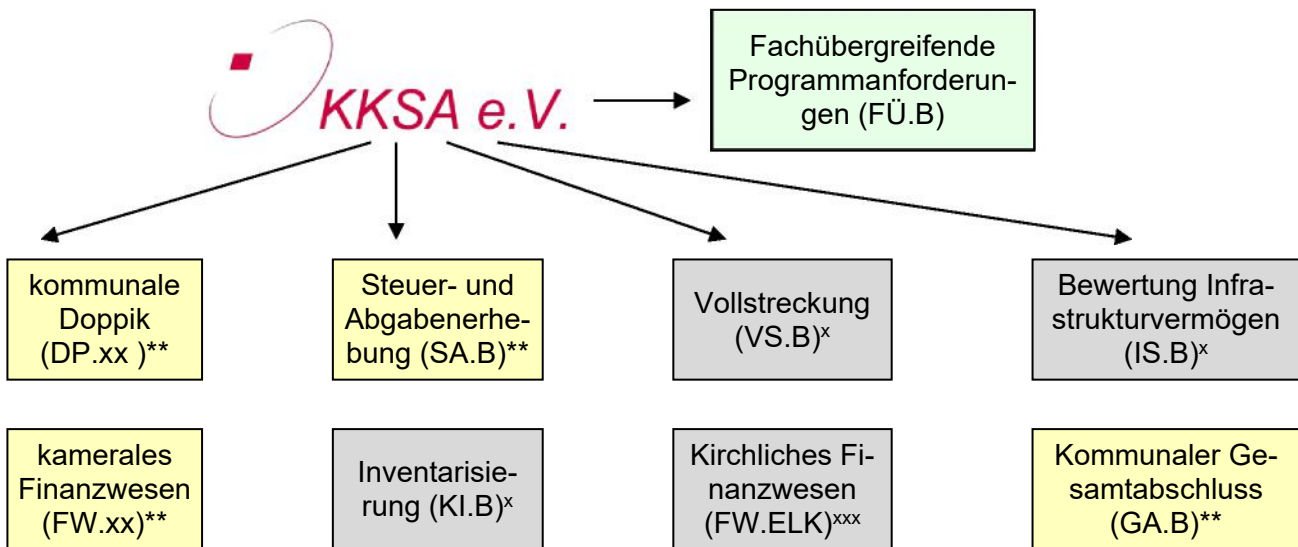 KKSA e.V.
Fachübergreifende
Programmanforderun-
gen (FÜ.B)
kommunale
Doppik
(DP.xx )**
Steuer- und
Abgabenerhe-
bung (SA.B)**
Vollstreckung
(VS.B)ˣ
Bewertung Infra-
strukturvermögen
(IS.B)ˣ
kamerales
Finanzwesen
(FW.xx)**
Inventarisie-
rung (KI.B)ˣ
Kirchliches Fi-
nanzwesen
(FW.ELK)ˣˣˣ
Kommunaler Ge-
samtabschluss
(GA.B)**